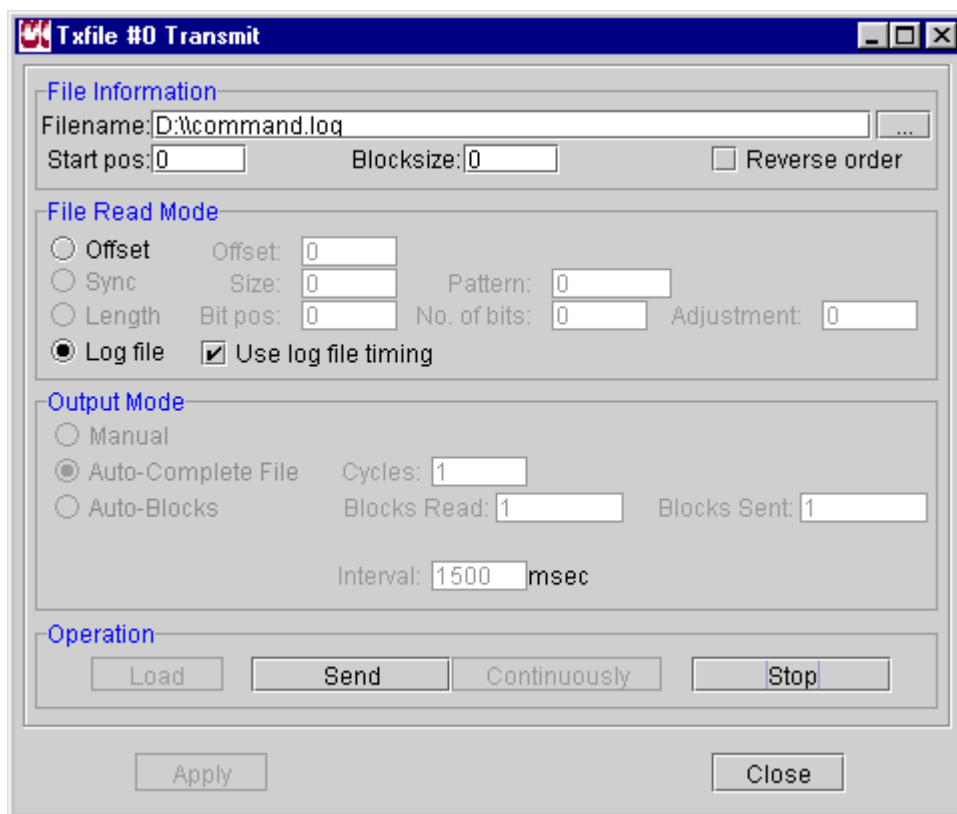 Txfile #0 Transmit
File Information
Filename: D:\\command.log ...
Start pos: 0 Blocksize: 0 Reverse order
File Read Mode
Offset Offset: 0
Sync Size: 0 Pattern: 0
Length Bit pos: 0 No. of bits: 0 Adjustment: 0
Log file Use log file timing
Output Mode
Manual
Auto-Complete File Cycles: 1
Auto-Blocks Blocks Read: 1 Blocks Sent: 1
Interval: 1500 msec
Operation
Load Send Continuously Stop
Apply Close